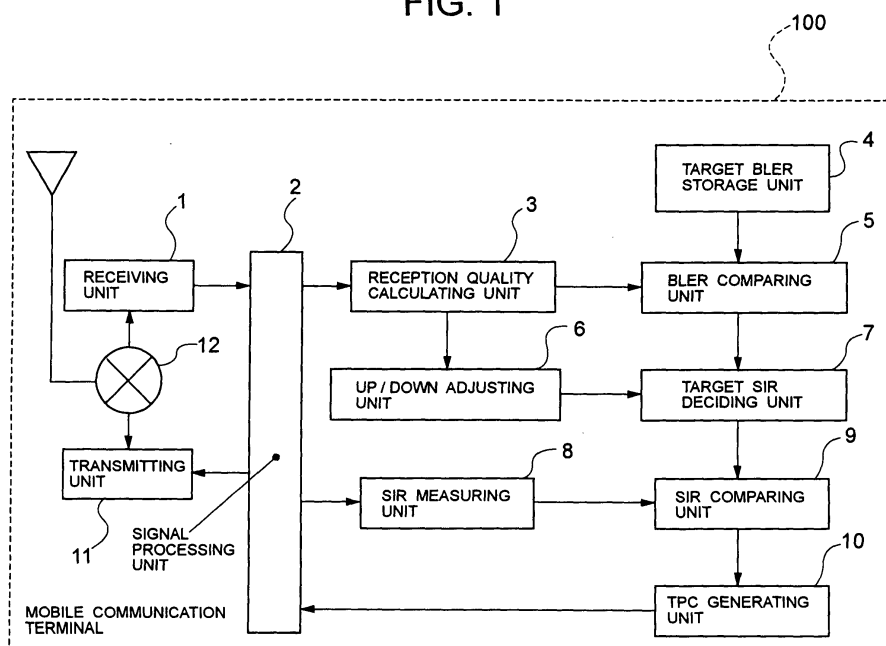 FIG. 1
100
4
TARGET BLER
STORAGE UNIT
1
2
3
5
RECEIVING
UNIT
RECEPTION QUALITY
CALCULATING UNIT
BLER COMPARING
UNIT
12
6
7
UP / DOWN ADJUSTING
UNIT
TARGET SIR
DECIDING UNIT
TRANSMITTING
UNIT
11
8
9
SIR MEASURING
UNIT
SIR COMPARING
UNIT
SIGNAL
PROCESSING
UNIT
10
TPC GENERATING
UNIT
MOBILE COMMUNICATION
TERMINAL